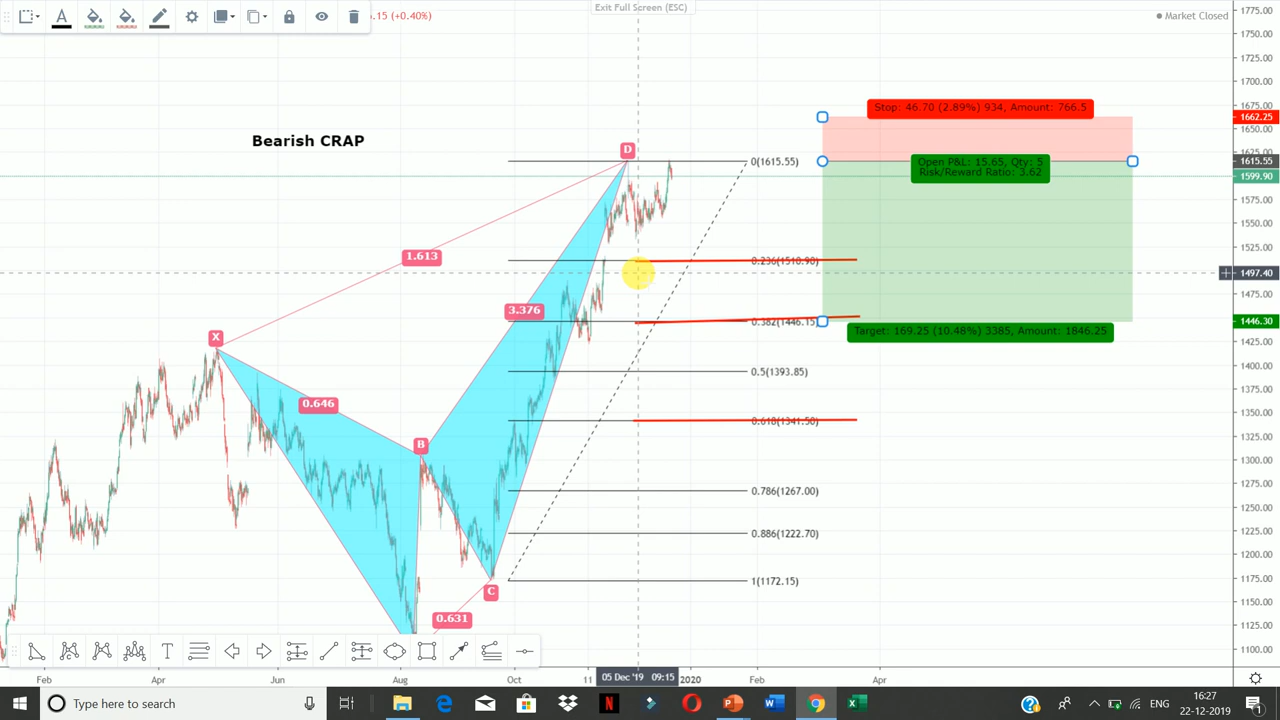 .15 (+0.40%)
Exit Full Screen (ESC)
Market Closed
Bearish CRAP
X
B
C
D
1.613
3.376
0.646
0.631
0(1615.55)
0.236(1510.90)
0.382(1446.15)
0.5(1393.85)
0.618(1341.50)
0.786(1267.00)
0.886(1222.70)
1(1172.15)
Stop: 46.70 (2.89%) 934, Amount: 766.5
Open P&L: 15.65, Qty: 5
Risk/Reward Ratio: 3.62
Target: 169.25 (10.48%) 3385, Amount: 1846.25
1775.00
1750.00
1725.00
1700.00
1675.00
1662.25
1650.00
1625.00
1615.55
1599.90
1575.00
1550.00
1525.00
1497.40
1475.00
1446.30
1425.00
1400.00
1375.00
1350.00
1325.00
1300.00
1275.00
1250.00
1225.00
1200.00
1175.00
1150.00
1125.00
1100.00
Feb
Apr
Jun
Aug
Oct
11
05 Dec '19 09:15
2020
Feb
Apr
Type here to search
ENG
16:27
22-12-2019